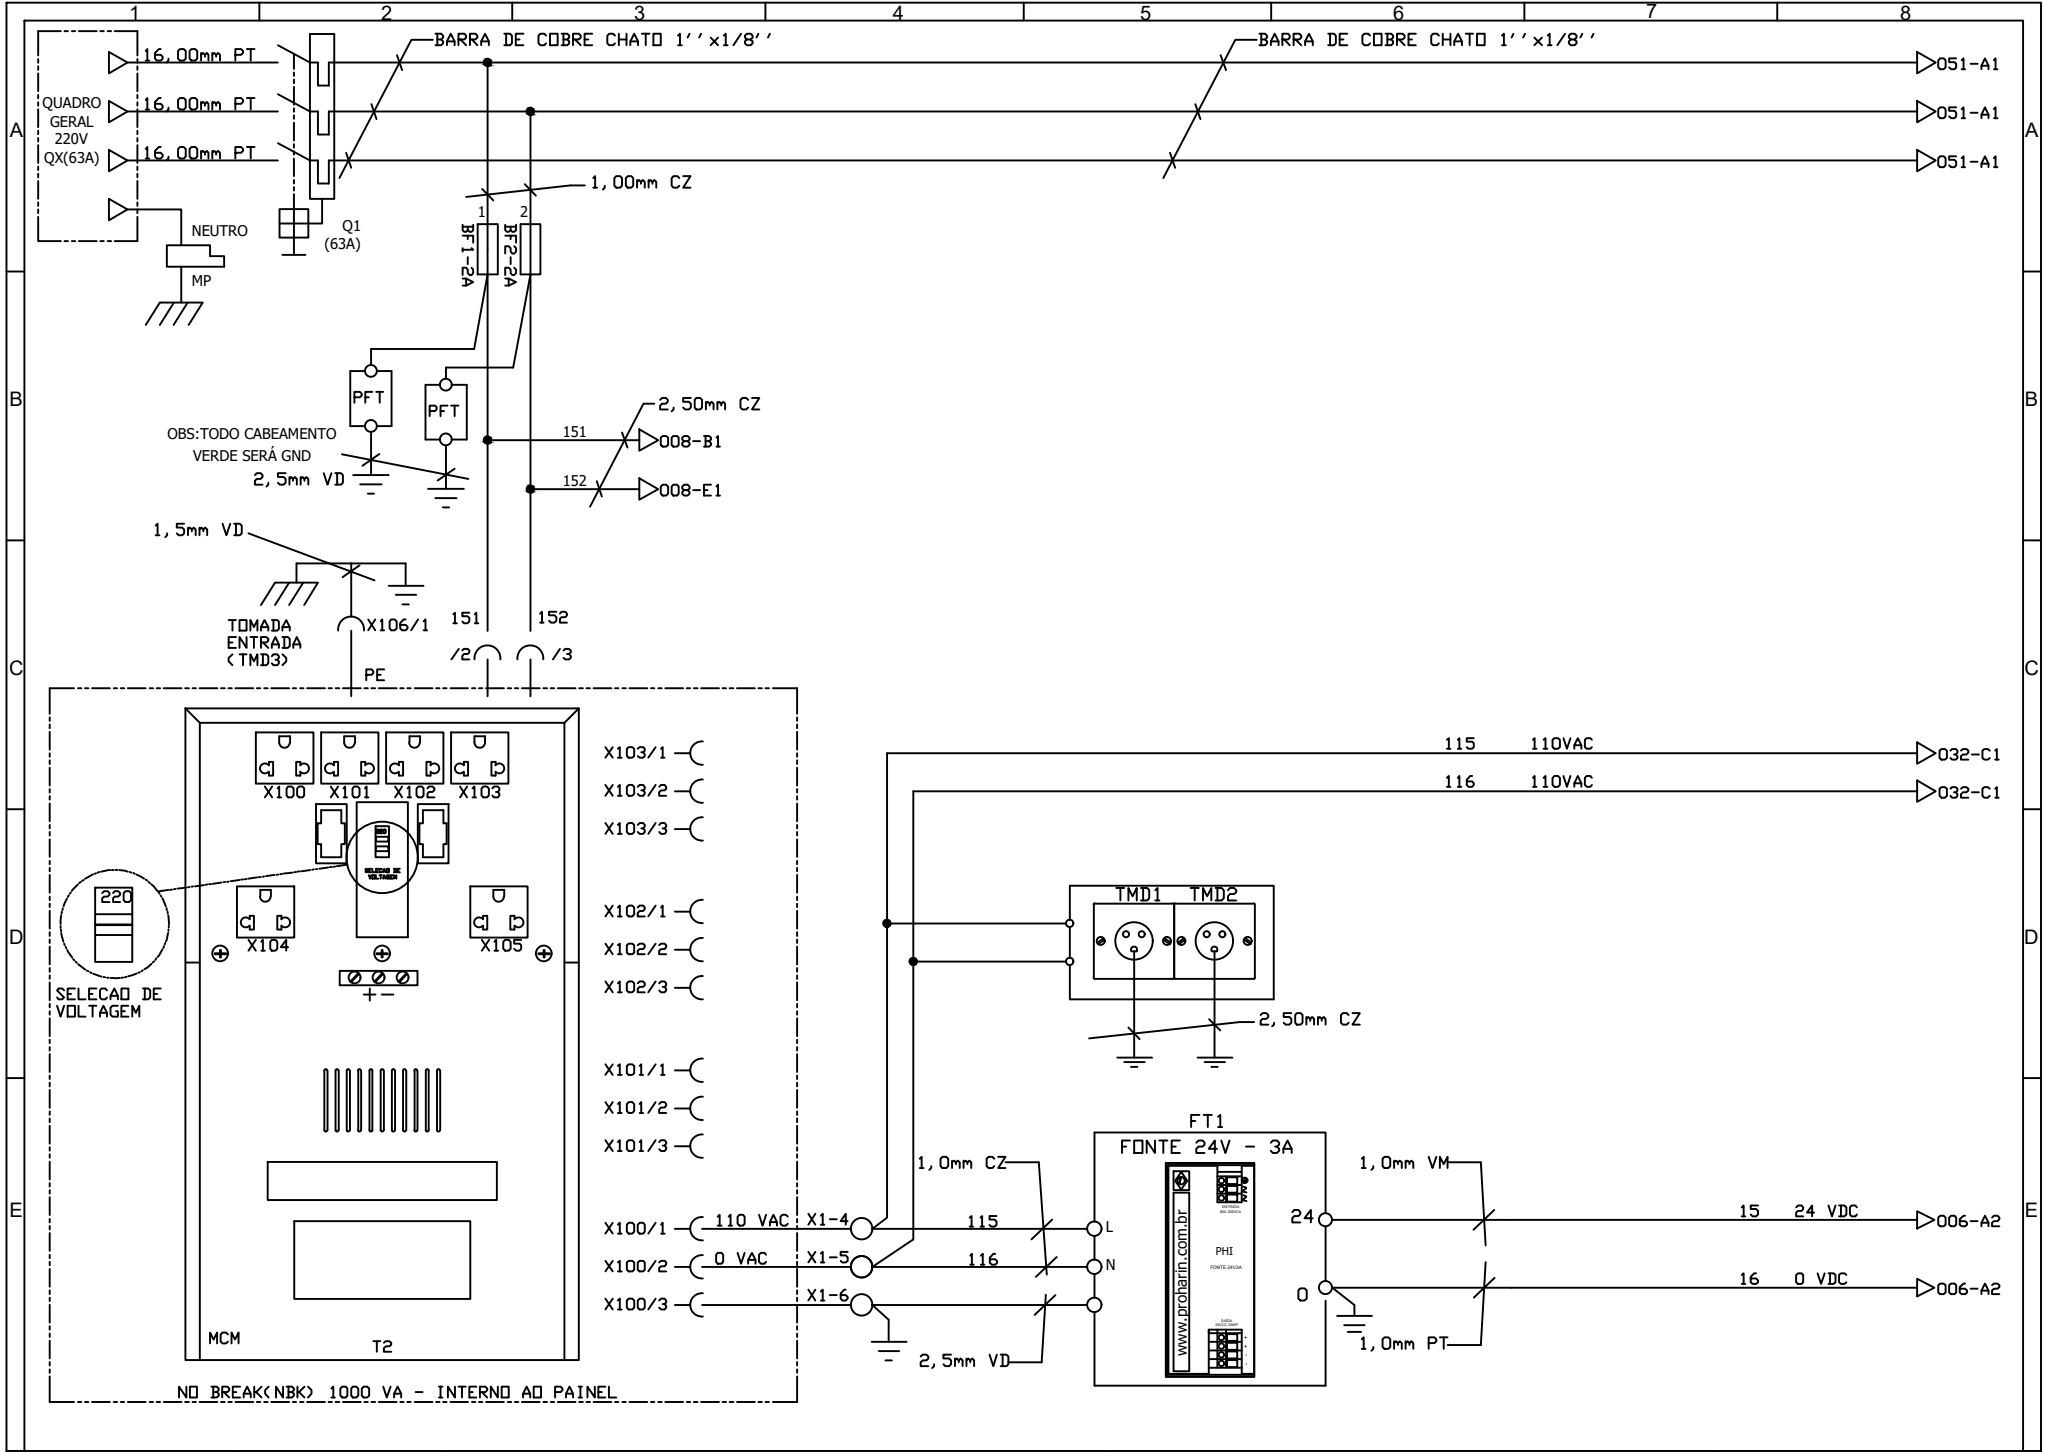 1
2
3
4
5
6
7
8
A
A
B
B
C
C
D
D
E
E
BARRA DE COBRE CHATO 1''x1/8''
BARRA DE COBRE CHATO 1''x1/8''
16,00mm PT
16,00mm PT
16,00mm PT
051-A1
051-A1
051-A1
QUADRO
GERAL
220V
QX(63A)
NEUTRO
MP
Q1
(63A)
1,00mm CZ
1
2
BF1-2A
BF2-2A
PFT
PFT
OBS:TODO CABEAMENTO
VERDE SERÁ GND
2,5mm VD
2,50mm CZ
151
008-B1
152
008-E1
1,5mm VD
TOMADA
ENTRADA
(TMD3)
X106/1
PE
151
152
/2
/3
X100
X101
X102
X103
220
SELECAO DE
VOLTAGEM
220
SELECAO DE
VOLTAGEM
X104
X105
+-
MCM
T2
NO BREAK(NBK) 1000 VA - INTERNO AO PAINEL
X103/1
X103/2
X103/3
X102/1
X102/2
X102/3
X101/1
X101/2
X101/3
X100/1
X100/2
X100/3
110 VAC
0 VAC
X1-4
X1-5
X1-6
115
116
115 110VAC
032-C1
116 110VAC
032-C1
TMD1 TMD2
2,50mm CZ
1,0mm CZ
2,5mm VD
FT1
FONTE 24V - 3A
L
N
www.proharin.com.br
PHI
FONTE 24V3A
24
0
1,0mm VM
1,0mm PT
15 24 VDC
006-A2
16 0 VDC
006-A2